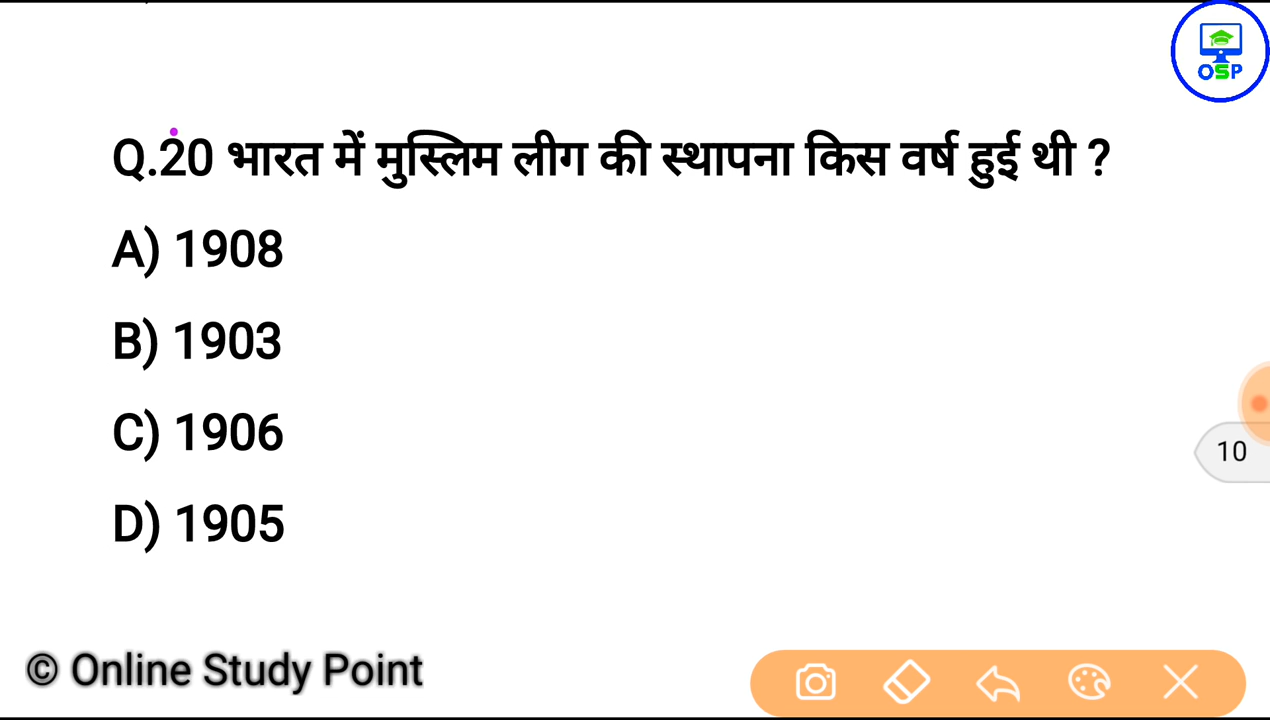 OSP
Q.20 भारत में मुस्लिम लीग की स्थापना किस वर्ष हुई थी ?
A) 1908
B) 1903
C) 1906
10
D) 1905
© Online Study Point